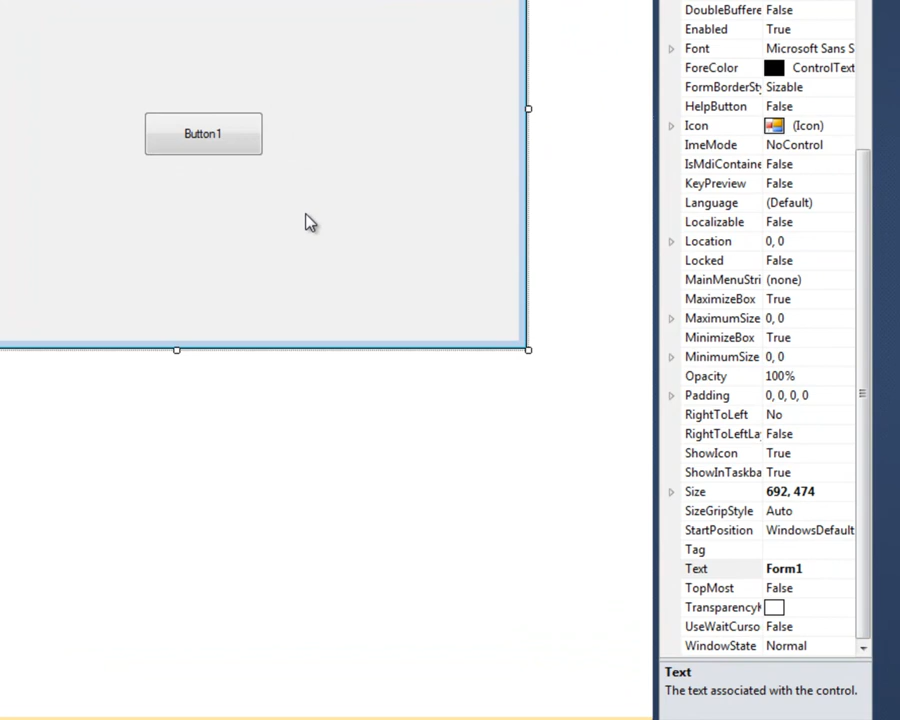 DoubleBuffere False
Enabled True
Font Microsoft Sans S
ForeColor ControlText
FormBorderSt Sizable
HelpButton False
Icon (Icon)
ImeMode NoControl
IsMdiContaine False
KeyPreview False
Language (Default)
Localizable False
Location 0, 0
Locked False
MainMenuStri (none)
MaximizeBox True
MaximumSize 0, 0
MinimizeBox True
MinimumSize 0, 0
Opacity 100%
Padding 0, 0, 0, 0
RightToLeft No
RightToLeftLa False
ShowIcon True
ShowInTaskba True
Size 692, 474
SizeGripStyle Auto
StartPosition WindowsDefault
Tag
Text Form1
TopMost False
Transparency
UseWaitCurso False
WindowState Normal
Text
The text associated with the control.
Button1